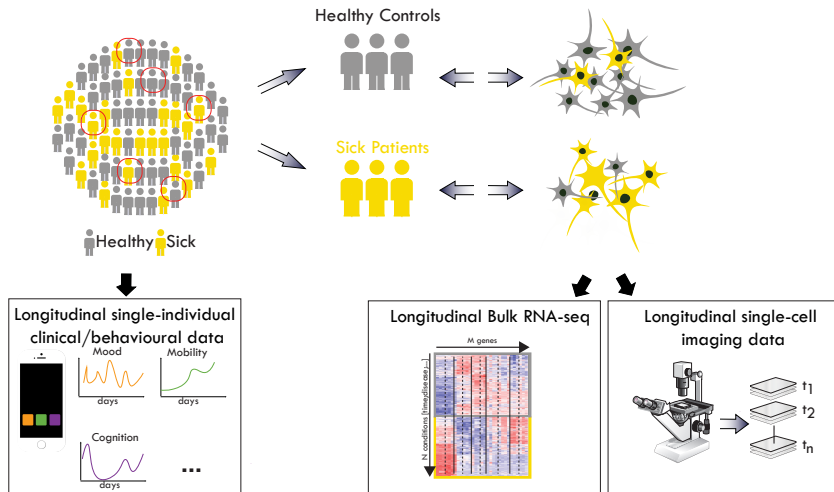 Healthy Controls
Sick Patients
Healthy Sick
Longitudinal single-individual
clinical/behavioural data
Mood
Mobility
days
days
Cognition
days
...
Longitudinal Bulk RNA-seq
M genes
N conditions [time,disease,...]
Longitudinal single-cell
imaging data
t1
t2
tn